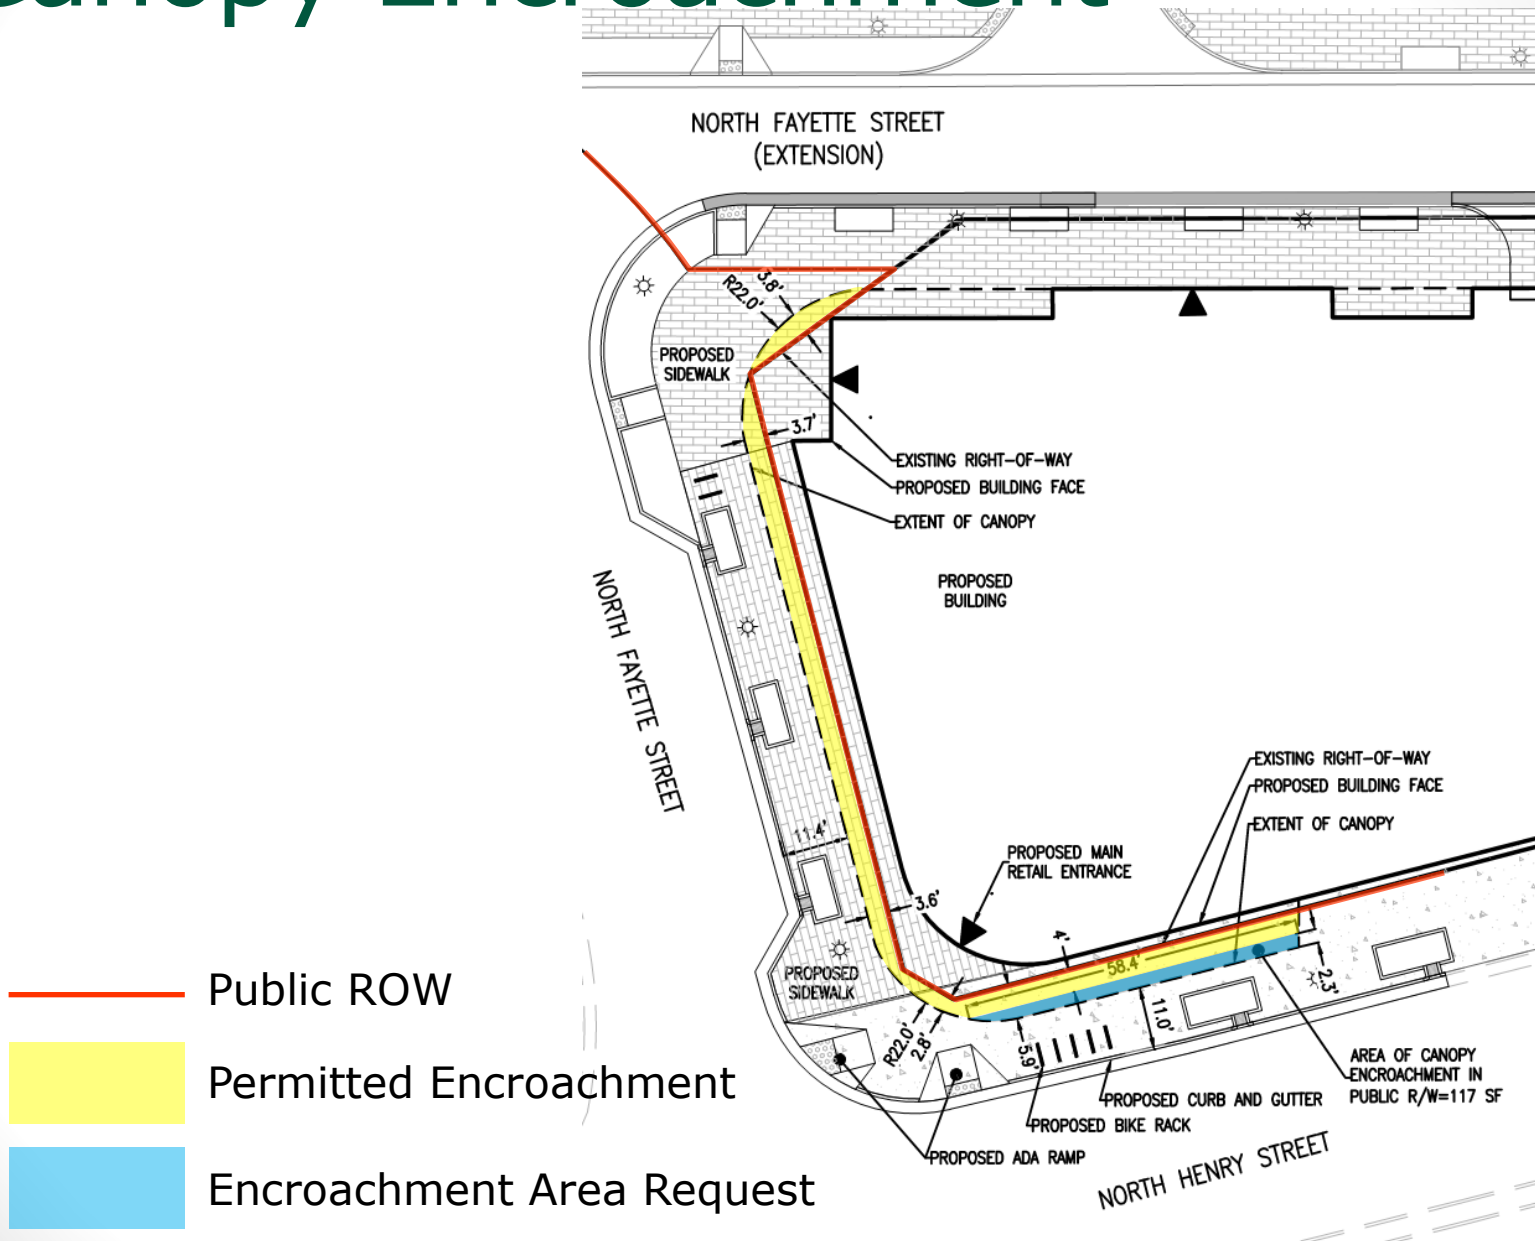 Canopy Encroachment
NORTH FAYETTE STREET
(EXTENSION)
3.8'
R22.0'
PROPOSED
SIDEWALK
3.7'
EXISTING RIGHT-OF-WAY
PROPOSED BUILDING FACE
EXTENT OF CANOPY
PROPOSED
BUILDING
NORTH FAYETTE STREET
EXISTING RIGHT-OF-WAY
PROPOSED BUILDING FACE
EXTENT OF CANOPY
11.4'
PROPOSED MAIN
RETAIL ENTRANCE
3.6'
4'
58.4'
PROPOSED
SIDEWALK
2.3'
11.0'
R22.0'
2.8'
5.9'
AREA OF CANOPY
ENCROACHMENT IN
PUBLIC R/W=117 SF
PROPOSED CURB AND GUTTER
PROPOSED BIKE RACK
PROPOSED ADA RAMP
NORTH HENRY STREET
Public ROW
Permitted Encroachment
Encroachment Area Request